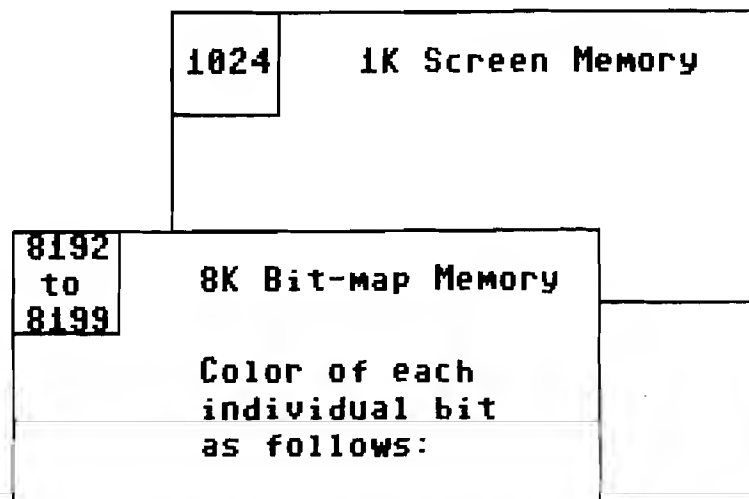 1024
1K Screen Memory
8192
to
8199
8K Bit-map Memory
Color of each
individual bit
as follows: